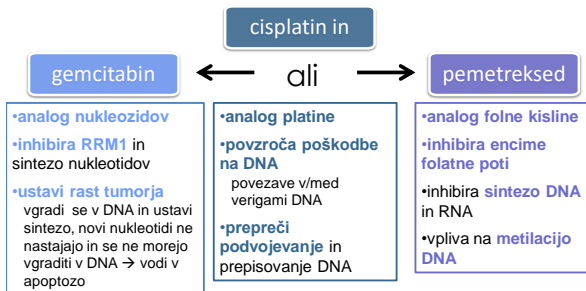 cisplatin in
gemcitabin
ali
pemetreksed
•analog nukleozidov
•inhibira RRM1 in
sintezo nukleotidov
•ustavi rast tumorja
vgradi se v DNA in ustavi
sintezo, novi nukleotidi ne
nastajajo in se ne morejo
vgraditi v DNA → vodi v
apoptozo
•analog platine
•povzroča poškodbe
na DNA
povezave v/med
verigami DNA
•prepreči
podvojevanje in
prepisovanje DNA
•analog folne kisline
•inhibira encime
folatne poti
•inhibira sintezo DNA
in RNA
•vpliva na metilacijo
DNA